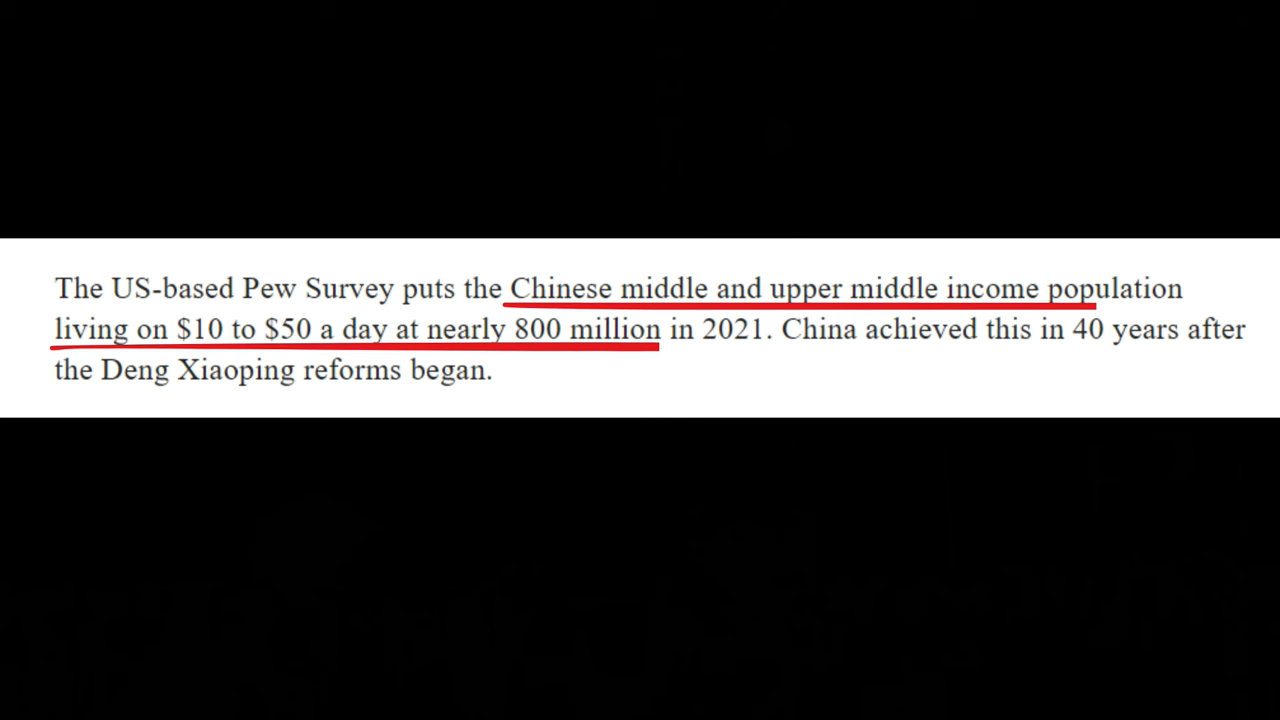 The US-based Pew Survey puts the Chinese middle and upper middle income population
living on $10 to $50 a day at nearly 800 million in 2021. China achieved this in 40 years after
the Deng Xiaoping reforms began.